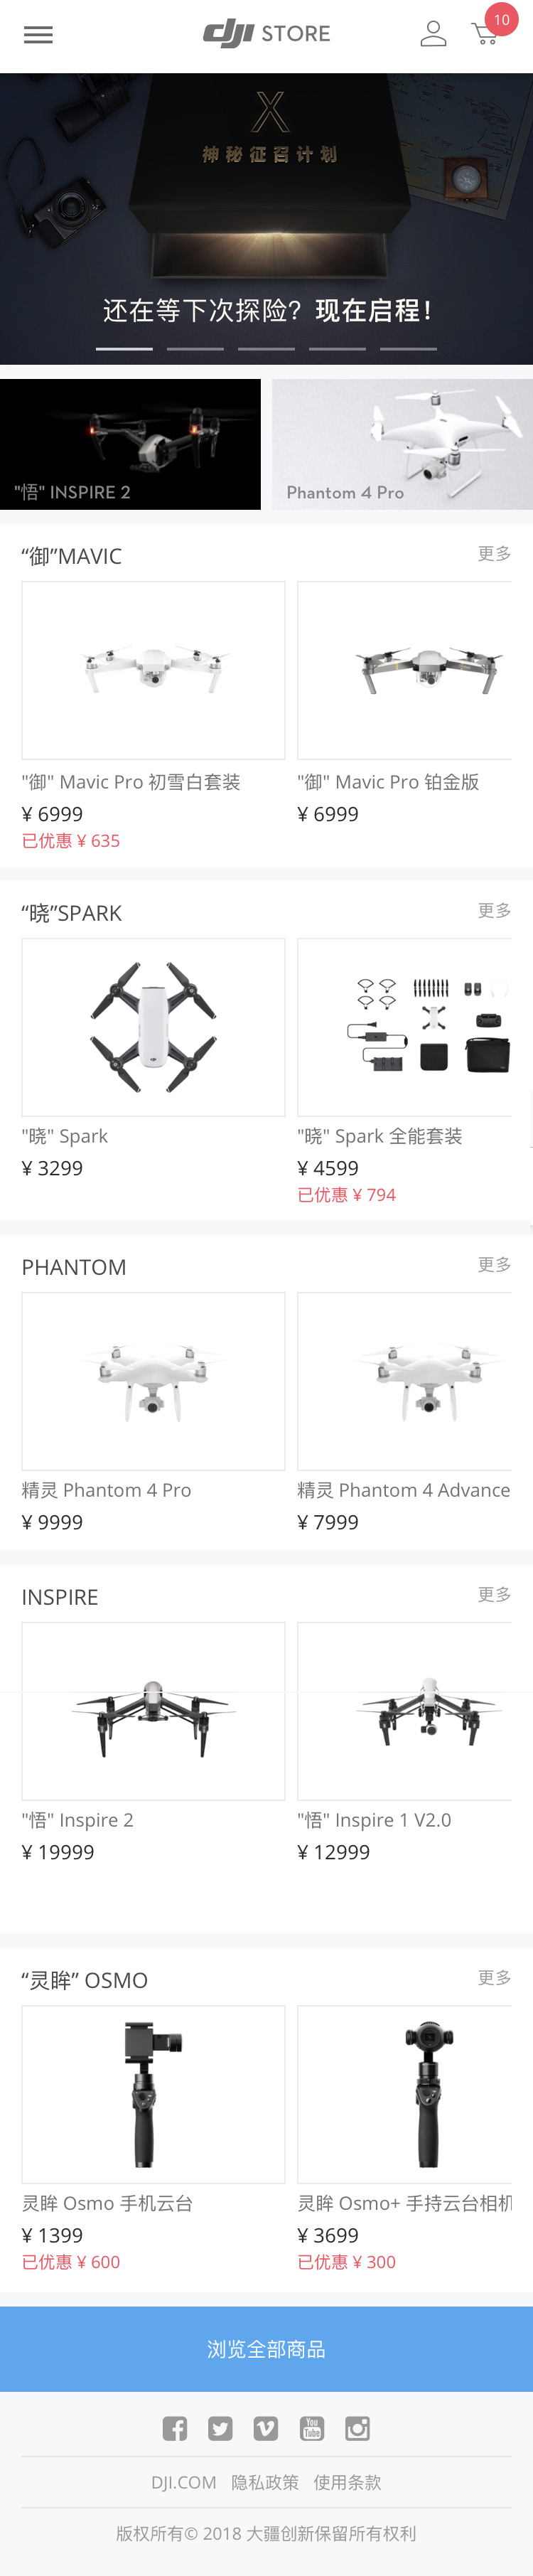 dji STORE
10
X
神秘征召计划
还在等下次探险？现在启程！
"悟" INSPIRE 2
Phantom 4 Pro
“御”MAVIC
更多
"御" Mavic Pro 初雪白套装
"御" Mavic Pro 铂金版
¥ 6999
¥ 6999
已优惠 ¥ 635
“晓”SPARK
更多
"晓" Spark
"晓" Spark 全能套装
¥ 3299
¥ 4599
已优惠 ¥ 794
PHANTOM
更多
精灵 Phantom 4 Pro
精灵 Phantom 4 Advance
¥ 9999
¥ 7999
INSPIRE
更多
"悟" Inspire 2
"悟" Inspire 1 V2.0
¥ 19999
¥ 12999
“灵眸” OSMO
更多
灵眸 Osmo 手机云台
灵眸 Osmo+ 手持云台相机
¥ 1399
¥ 3699
已优惠 ¥ 600
已优惠 ¥ 300
浏览全部商品
You Tube
DJI.COM 隐私政策 使用条款
版权所有© 2018 大疆创新保留所有权利